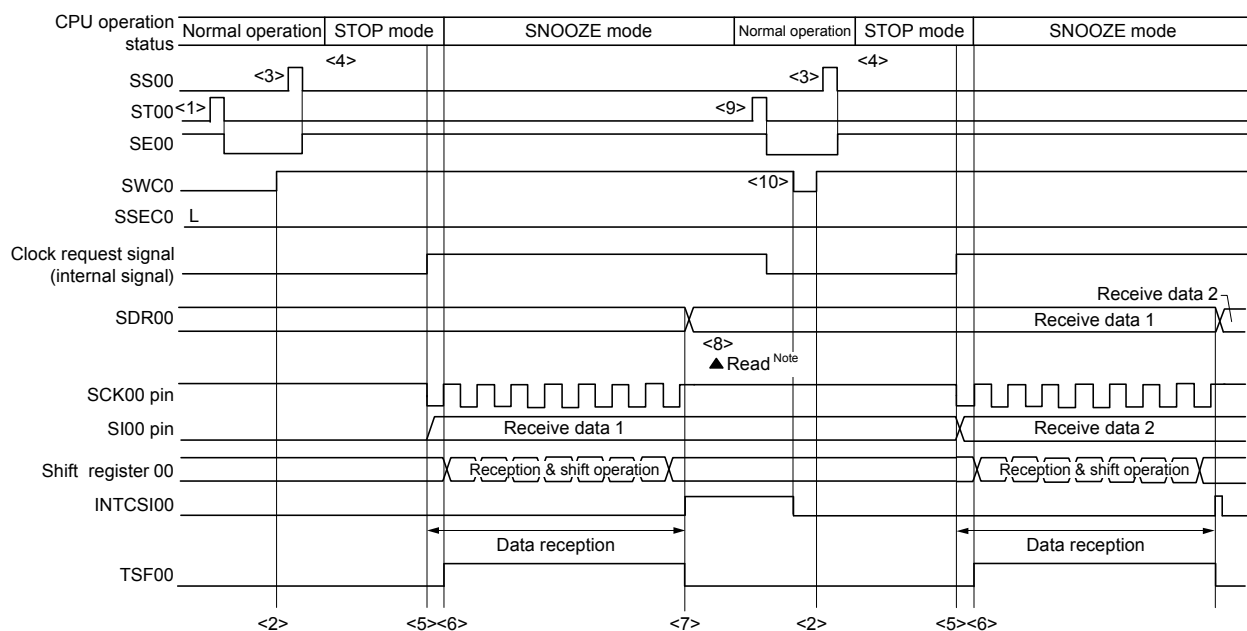 CPU operation status Normal operation STOP mode SNOOZE mode Normal operation STOP mode SNOOZE mode
SS00 <3> <4> <3> <4>
ST00 <1> <9>
SE00
SWC0 <10>
SSEC0 L
Clock request signal
(internal signal)
Receive data 2
SDR00 Receive data 1
<8>
▲Read Note
SCK00 pin
SI00 pin Receive data 1 Receive data 2
Shift register 00 Reception & shift operation Reception & shift operation
INTCSI00
Data reception Data reception
TSF00
<2> <5><6> <7> <2> <5><6>